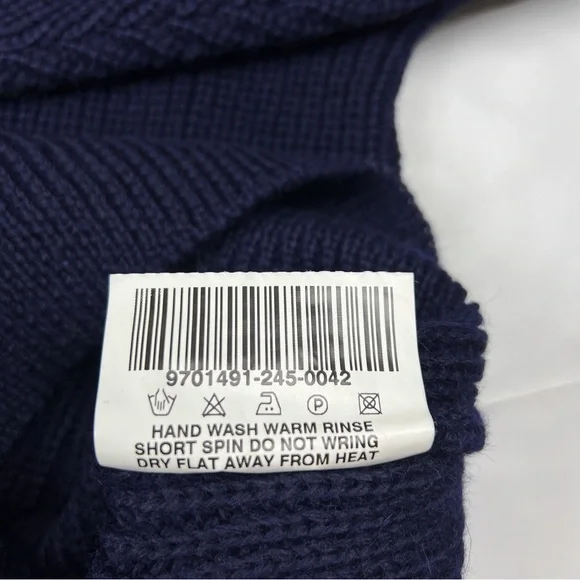 9701491-245-0042
P
HAND WASH WARM RINSE
SHORT SPIN DO NOT WRING
DRY FLAT AWAY FROM HEAT